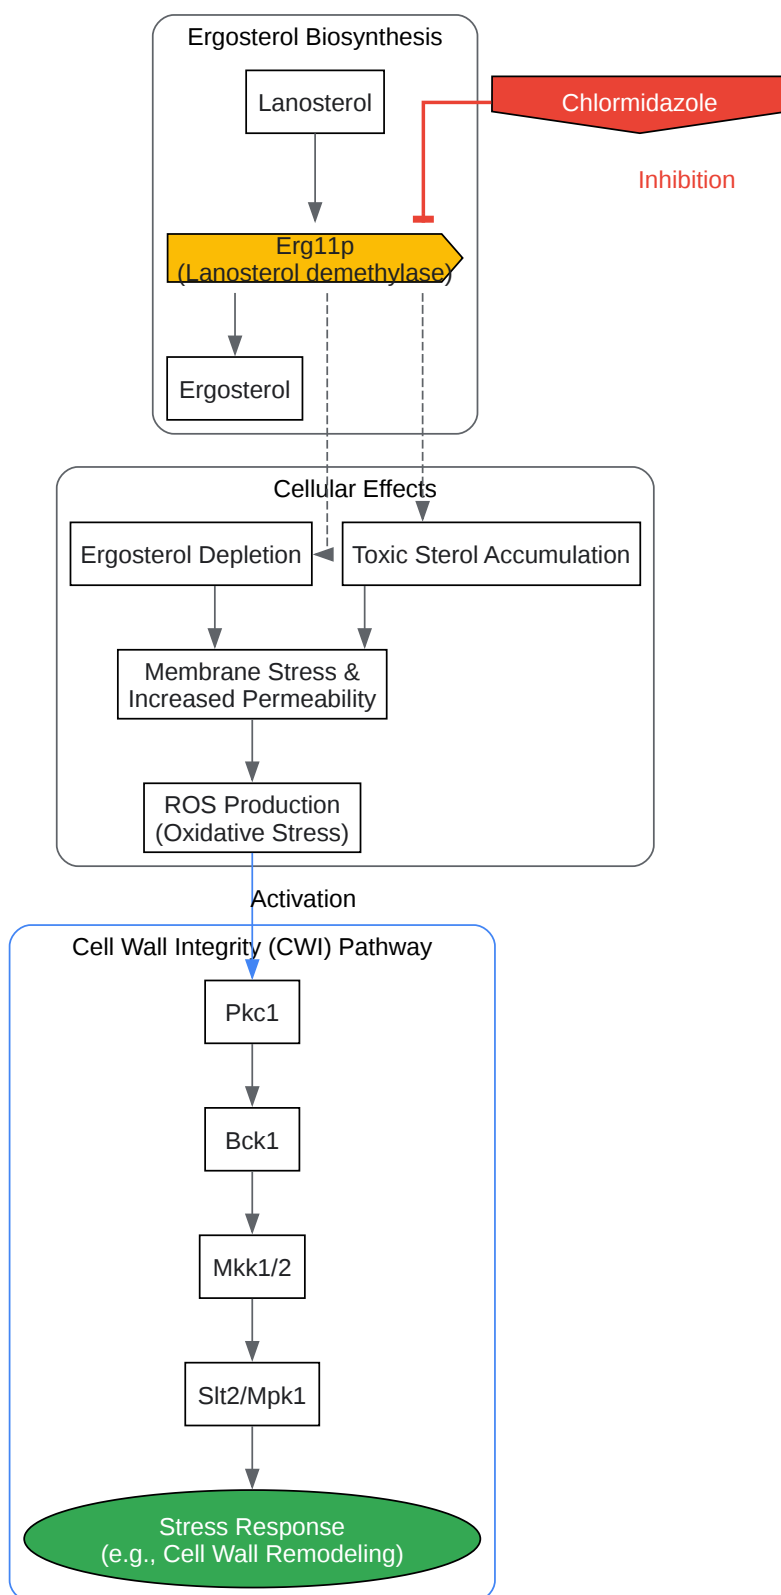 Ergosterol Biosynthesis
Lanosterol
Chlormidazole
Inhibition
Erg11p
(Lanosterol demethylase)
Ergosterol
Cellular Effects
Ergosterol Depletion
Toxic Sterol Accumulation
Membrane Stress &
Increased Permeability
ROS Production
(Oxidative Stress)
Activation
Cell Wall Integrity (CWI) Pathway
Pkc1
Bck1
Mkk1/2
Slt2/Mpk1
Stress Response
(e.g., Cell Wall Remodeling)